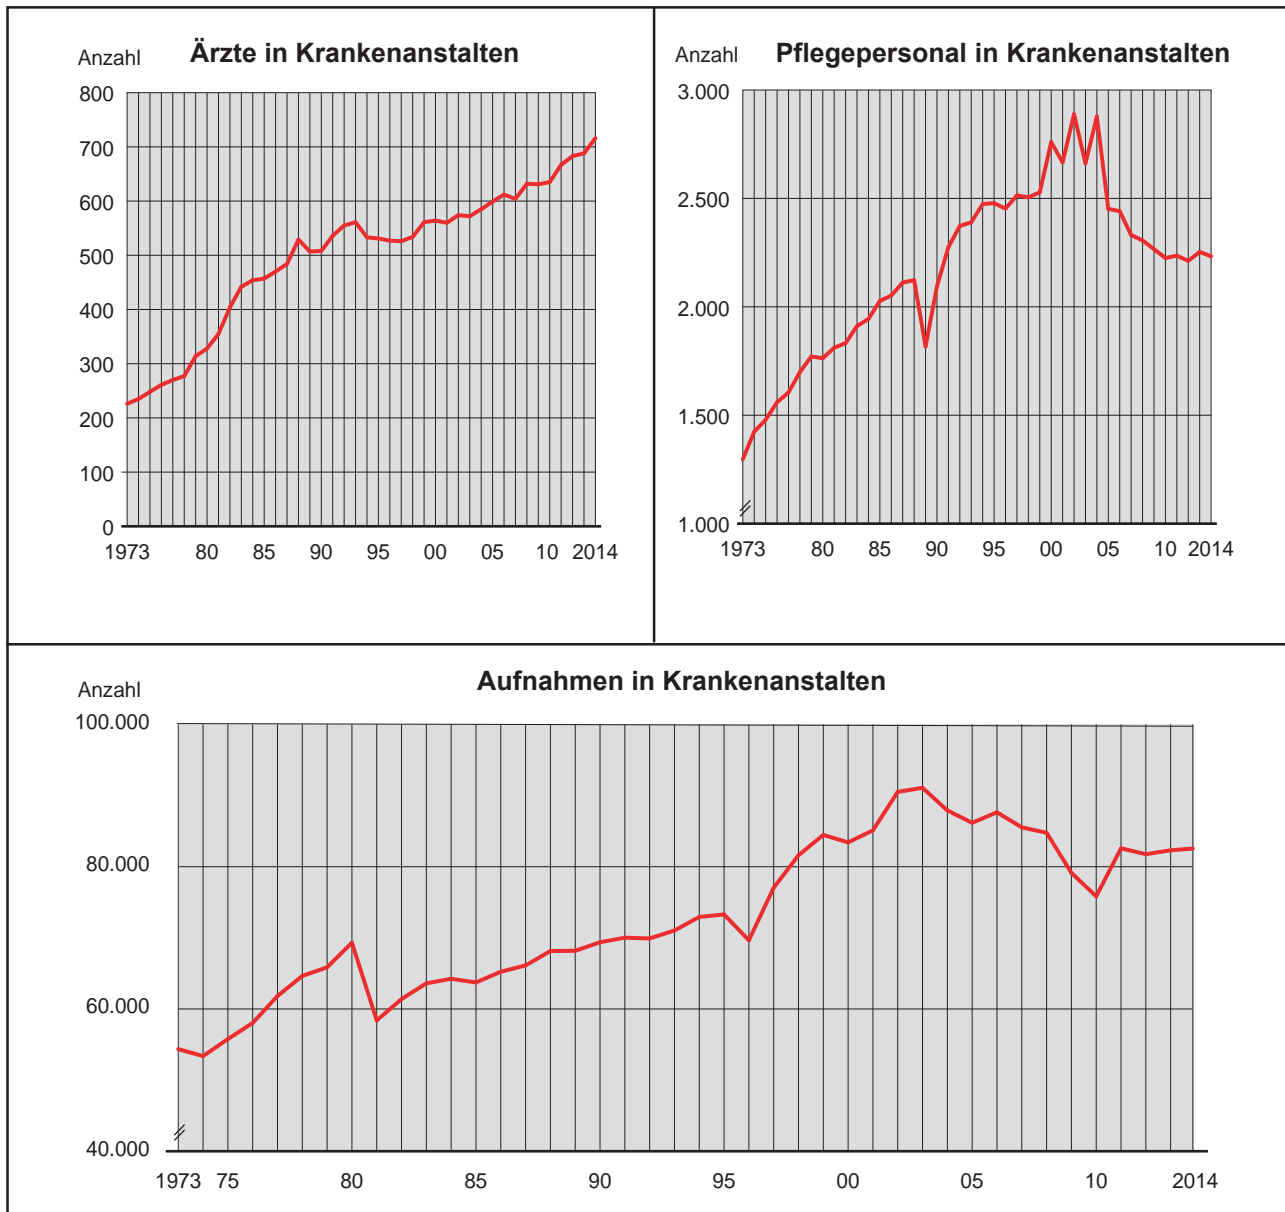 Anzahl
Ärzte in Krankenanstalten
800
700
600
500
400
300
200
100
0
1973 80 85 90 95 00 05 10 2014
Anzahl
Pflegepersonal in Krankenanstalten
3.000
2.500
2.000
1.500
1.000
1973 80 85 90 95 00 05 10 2014
Anzahl
Aufnahmen in Krankenanstalten
100.000
80.000
60.000
40.000
1973 75 80 85 90 95 00 05 10 2014